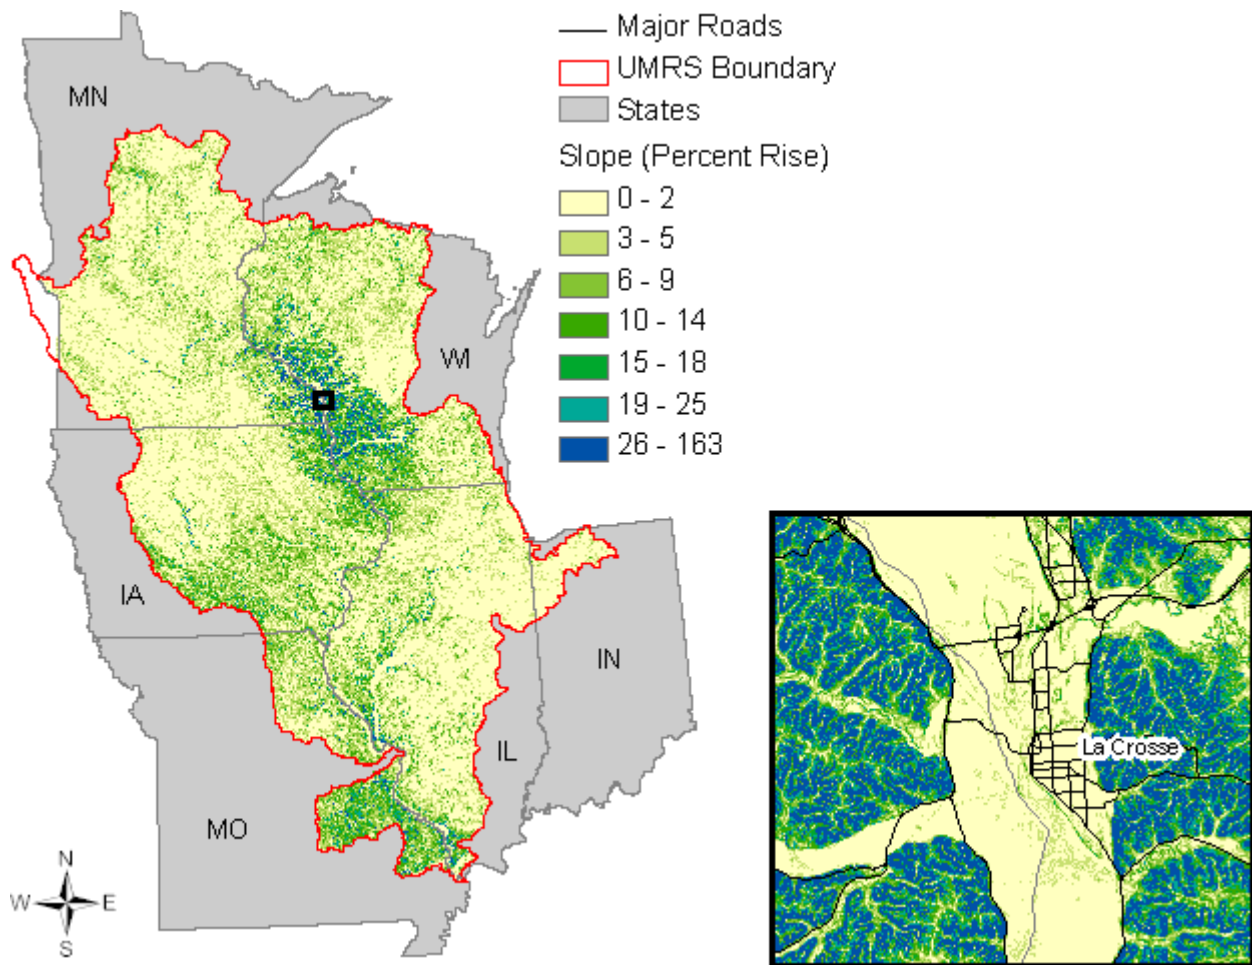 Major Roads
UMRS Boundary
States
Slope (Percent Rise)
0 - 2
3 - 5
6 - 9
10 - 14
15 - 18
19 - 25
26 - 163
MN
WI
IA
IN
IL
MO
N
W E
S
La Crosse